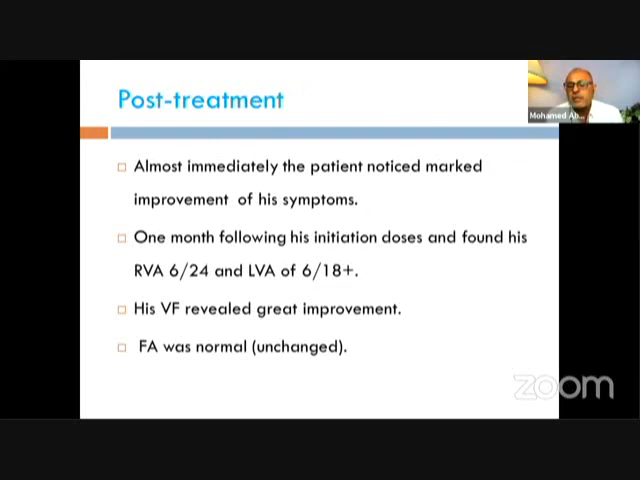 Post-treatment
Mohamed Ab...
Almost immediately the patient noticed marked
improvement of his symptoms.
One month following his initiation doses and found his
RVA 6/24 and LVA of 6/18+.
His VF revealed great improvement.
FA was normal (unchanged).
zoom